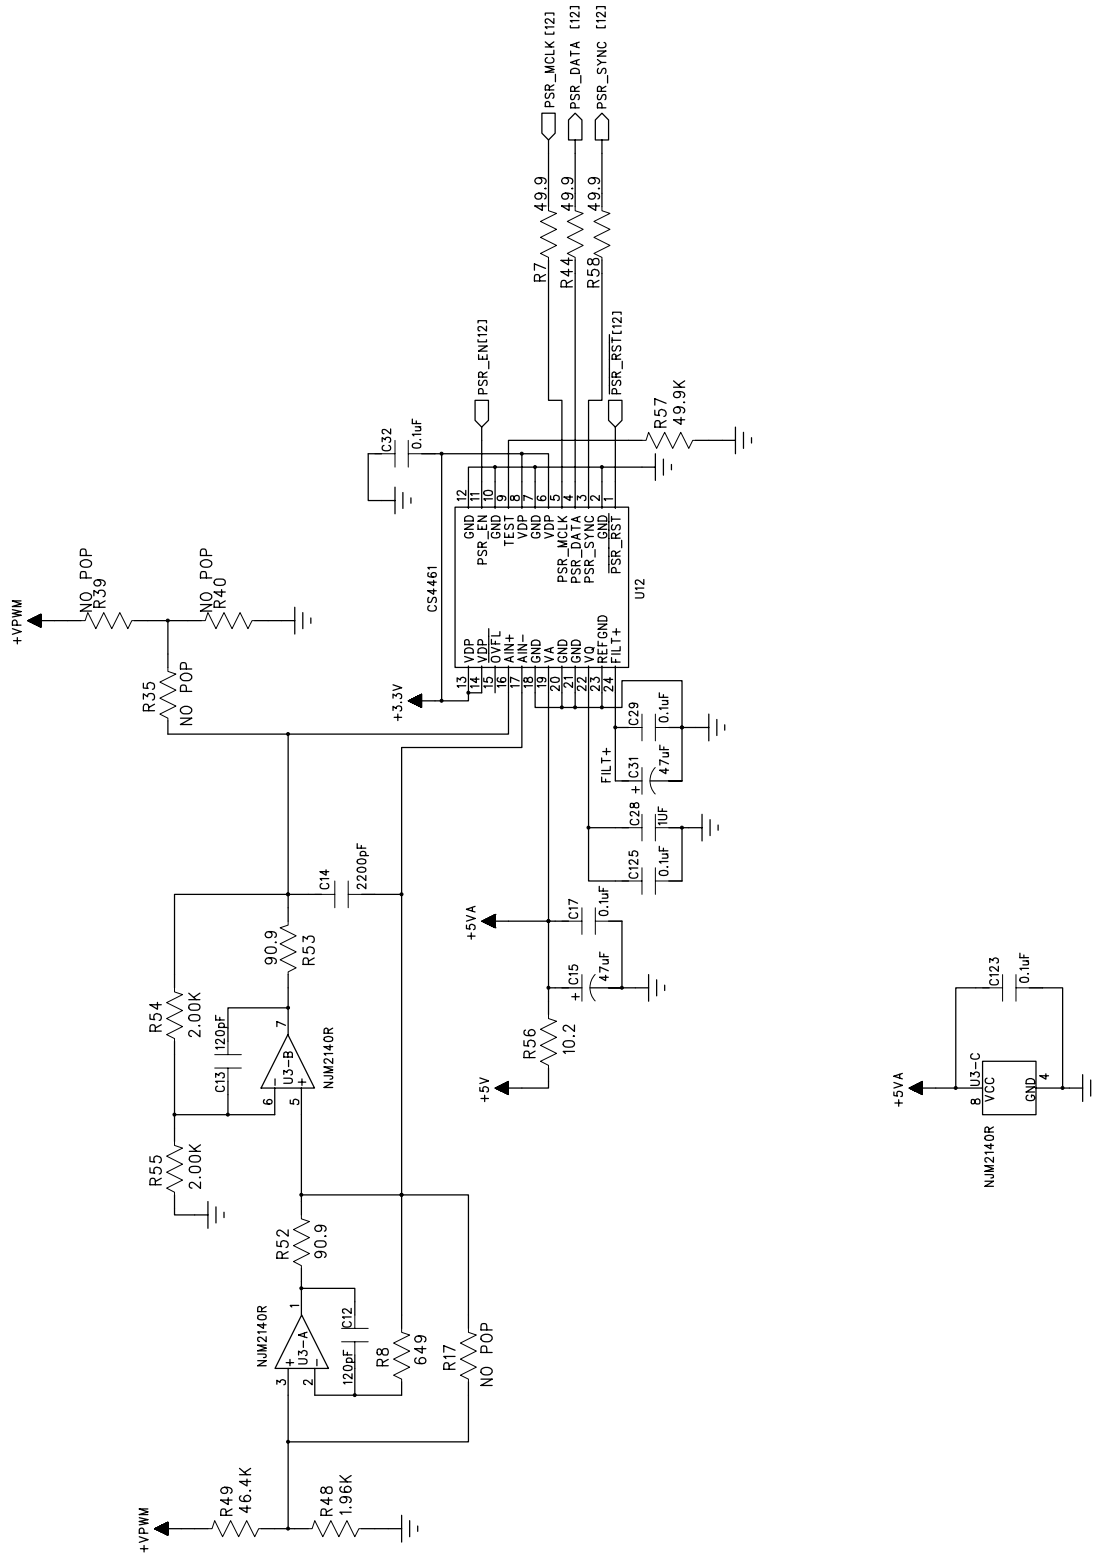 +VPWM
R49
46.4K
R48
1.96K
NJM2140R
3
2
+
-
U3-A
1
120pF
C12
R8
649
R17
NO POP
R52
90.9
R55
2.00K
R54
2.00K
C13
120pF
6
5
-
+
U3-B
7
NJM2140R
90.9
R53
C14
2200pF
+VPWM
NO POP
R39
NO POP
R40
R35
NO POP
+3.3V
+5V
R56
10.2
+5VA
+
C15
47uF
C17
0.1uF
C125
0.1uF
C28
1UF
FILT+
+
C31
47uF
C29
0.1uF
CS4461
U12
13 VDP
14 VDP
15 OVFL
16 AIN+
17 AIN-
18 GND
19 VA
20 GND
21 GND
22 VQ
23 REFGND
24 FILT+
GND 12
PSR_EN 11
GND 10
TEST 9
VDP 8
GND 7
VDP 6
PSR_MCLK 5
PSR_DATA 4
PSR_SYNC 3
GND 2
PSR_RST 1
C32
0.1uF
PSR_EN[12]
PSR_RST[12]
R57
49.9K
R7
49.9
PSR_MCLK [12]
R44
49.9
PSR_DATA [12]
R58
49.9
PSR_SYNC [12]
+5VA
NJM2140R
8
U3-C
VCC
GND
4
C123
0.1uF